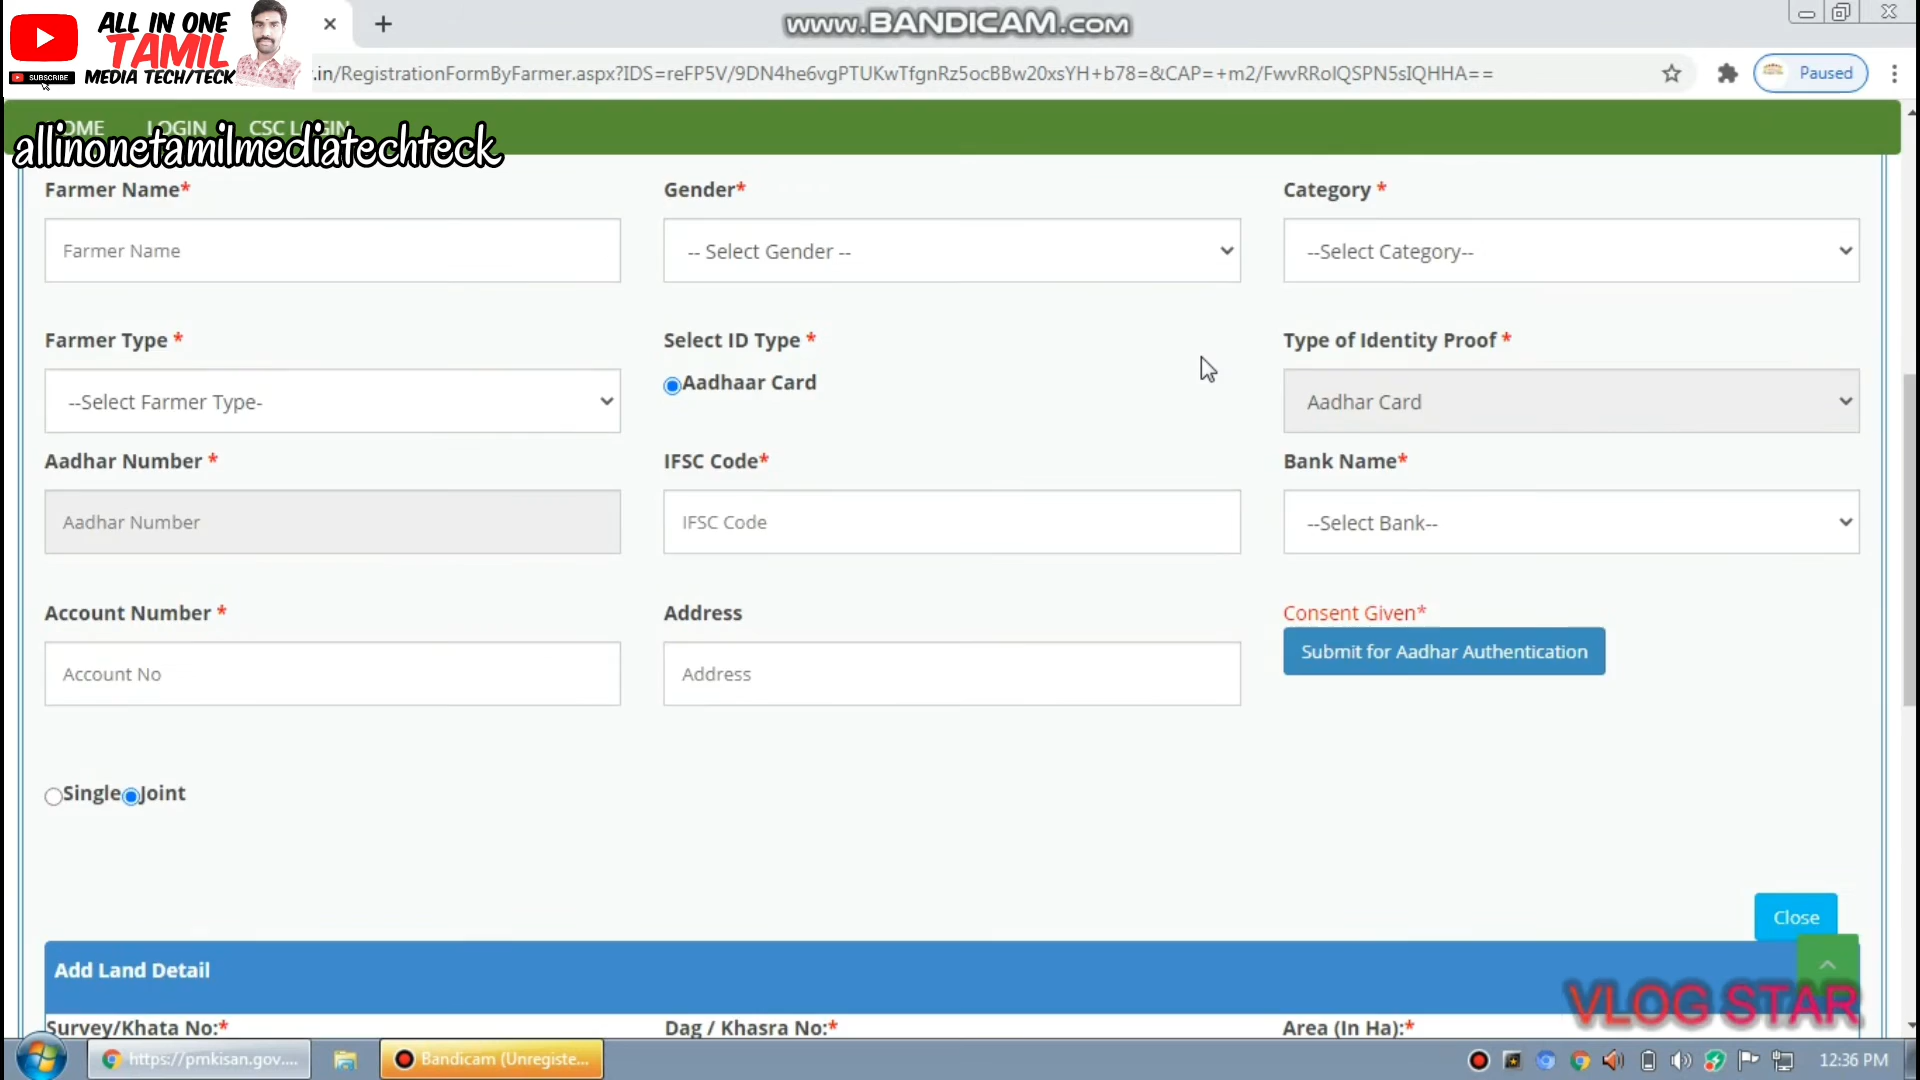 ALL IN ONE
TAMIL
MEDIA TECH/TECK
SUBSCRIBE
www.BANDICAM.com
.in/RegistrationFormByFarmer.aspx?IDS=reFP5V/9DN4he6vgPTUKwTfgnRz5ocBBw20xsYH+b78=&CAP=+m2/FwvRRolQSPN5sIQHHA==
Paused
HOME LOGIN CSC LOGIN
allinonetamilmediatechteck
Farmer Name* Gender* Category *
Farmer Name -- Select Gender -- --Select Category--
Farmer Type * Select ID Type * Type of Identity Proof *
--Select Farmer Type- Aadhaar Card Aadhar Card
Aadhar Number * IFSC Code* Bank Name*
Aadhar Number IFSC Code --Select Bank--
Account Number * Address Consent Given*
Account No Address Submit for Aadhar Authentication
Single Joint
Close
Add Land Detail
VLOG STAR
Survey/Khata No:* Dag / Khasra No:* Area (In Ha):*
https://pmkisan.gov.... Bandicam (Unregiste... 12:36 PM